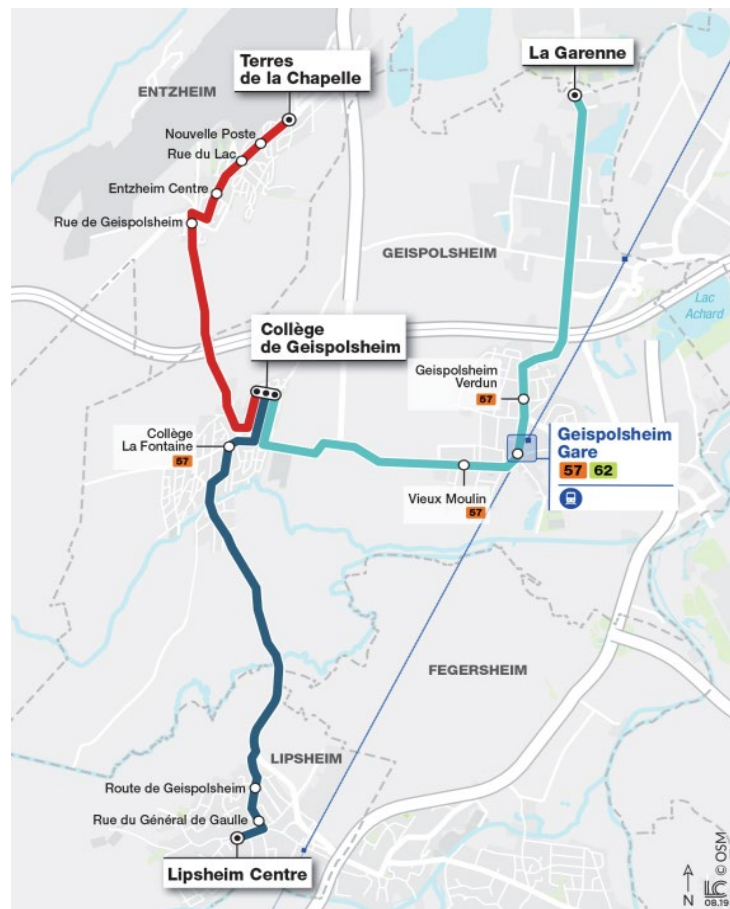 La Garenne
Terres
de la Chapelle
ENTZHEIM
Nouvelle Poste
Rue du Lac
Entzheim Centre
Rue de Geispolsheim
GEISPOLSHEIM
Lac
Achard
Collège
de Geispolsheim
Geispolsheim
Verdun
57
Collège
La Fontaine
57
Geispolsheim
Gare
57 62
Vieux Moulin
57
FEGERSHEIM
LIPSHEIM
Route de Geispolsheim
Rue du Général de Gaulle
Lipsheim Centre
N
LC
08.19
© OSM